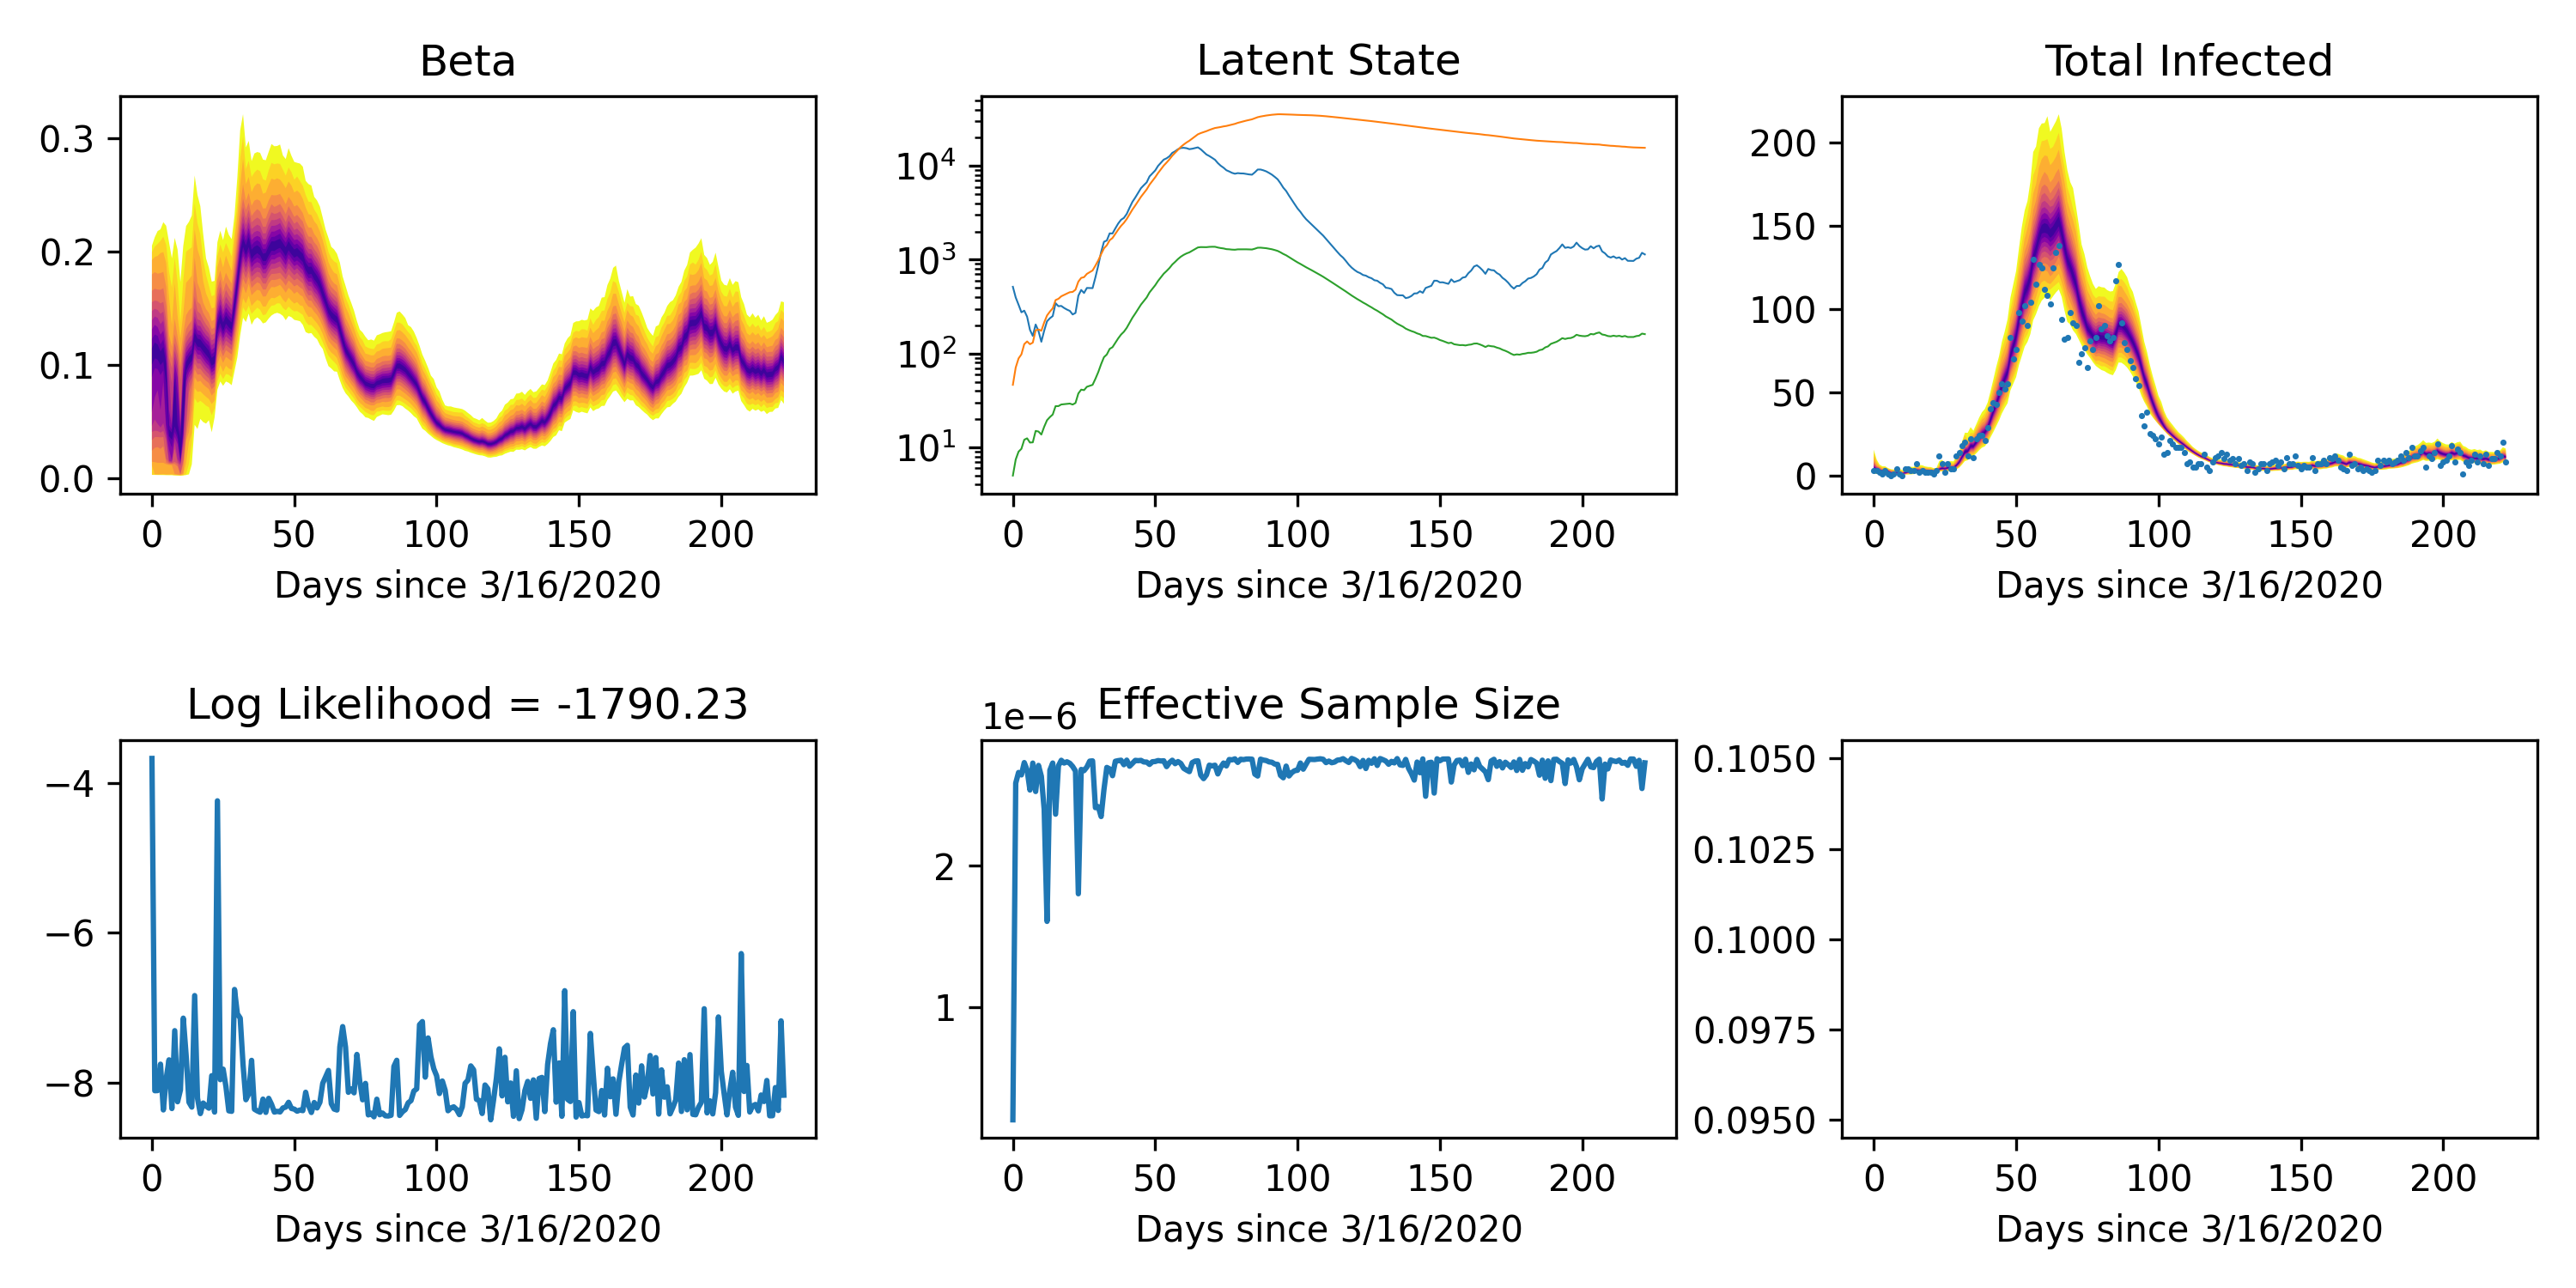 Beta
0.3
0.2
0.1
0.0
0 50 100 150 200
Days since 3/16/2020
Latent State
10^4
10^3
10^2
10^1
0 50 100 150 200
Days since 3/16/2020
Total Infected
200
150
100
50
0
0 50 100 150 200
Days since 3/16/2020
Log Likelihood = -1790.23
−4
−6
−8
0 50 100 150 200
Days since 3/16/2020
1e−6 Effective Sample Size
2
1
0 50 100 150 200
Days since 3/16/2020
0.1050
0.1025
0.1000
0.0975
0.0950
0 50 100 150 200
Days since 3/16/2020